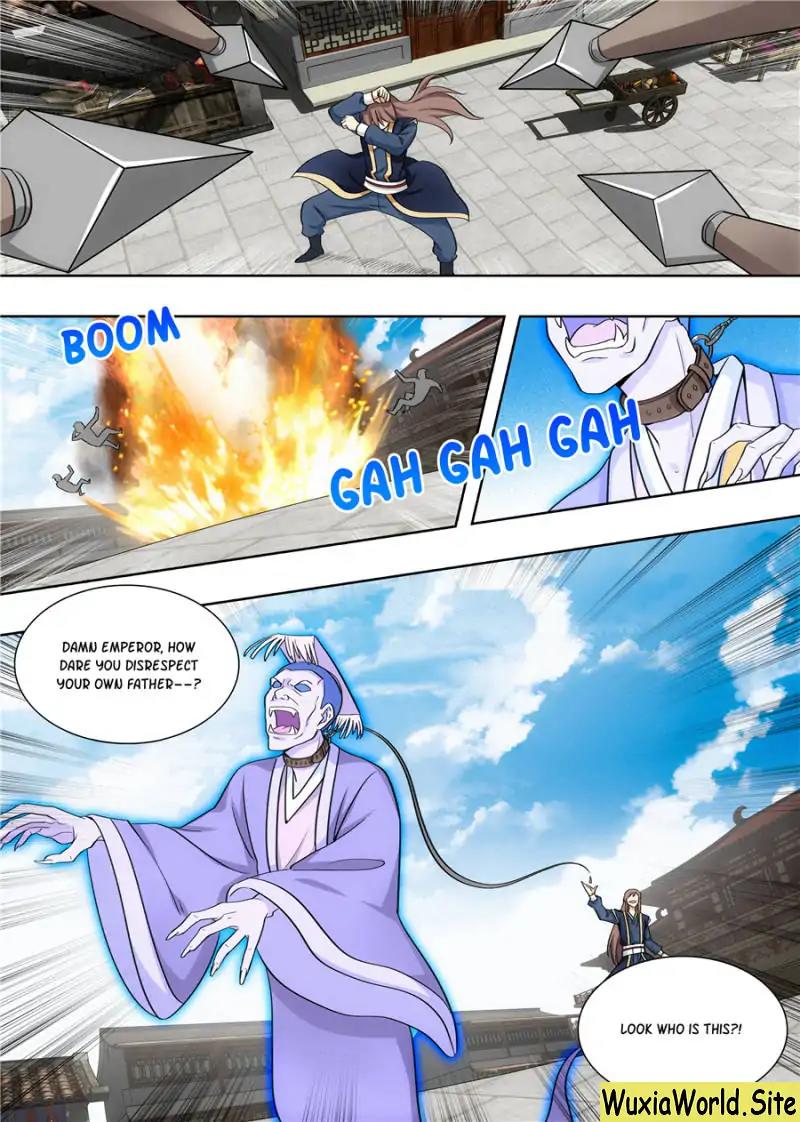 BOOM
GAH GAH GAH
DAMN EMPEROR, HOW
DARE YOU DISRESPECT
YOUR OWN FATHER--?
LOOK WHO IS THIS?!
WuxiaWorld.Site